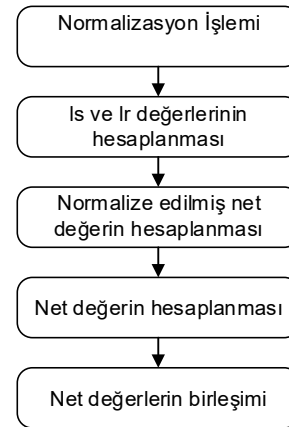 Normalizasyon İşlemi
Is ve Ir değerlerinin
hesaplanması
Normalize edilmiş net
değerin hesaplanması
Net değerin hesaplanması
Net değerlerin birleşimi